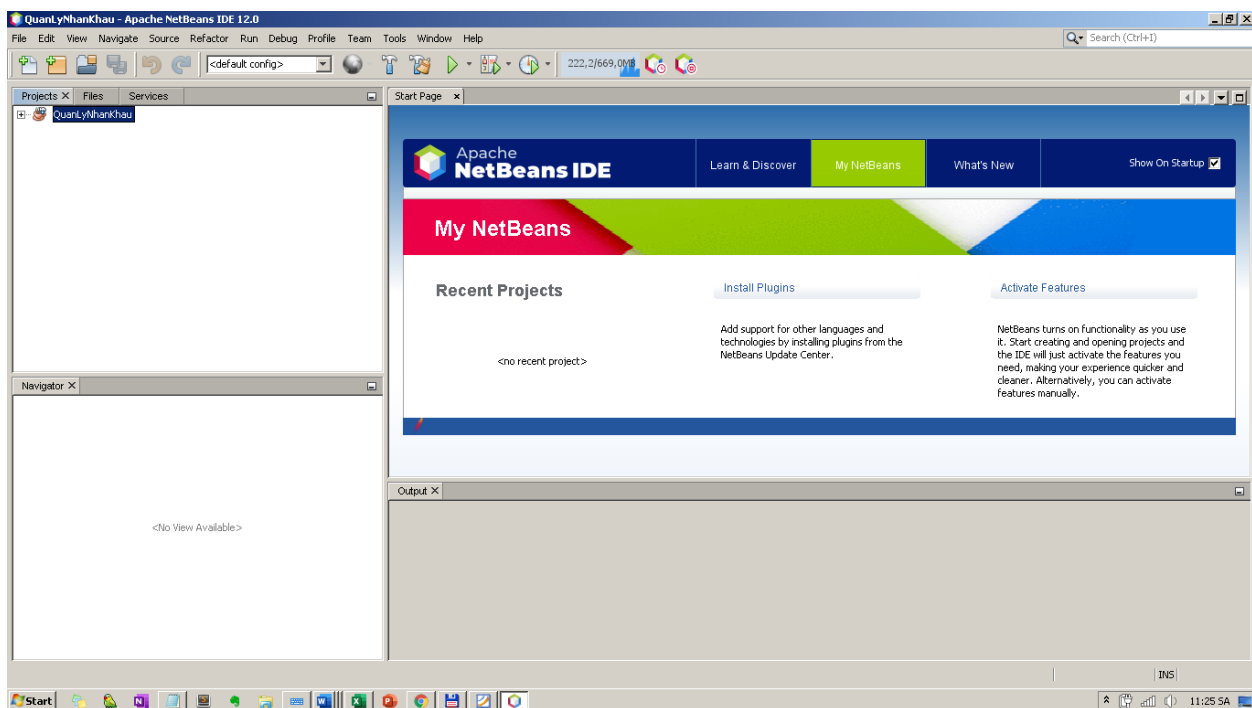 QuanLyNhanKhau - Apache NetBeans IDE 12.0
File Edit View Navigate Source Refactor Run Debug Profile Team Tools Window Help
Search (Ctrl+I)
<default config>
222,2/669,0MB
Projects Files Services
Start Page
QuanLyNhanKhau
Apache
NetBeans IDE
Learn & Discover
My NetBeans
What's New
Show On Startup
My NetBeans
Recent Projects
<no recent project>
Install Plugins
Add support for other languages and
technologies by installing plugins from the
NetBeans Update Center.
Activate Features
NetBeans turns on functionality as you use
it. Start creating and opening projects and
the IDE will just activate the features you
need, making your experience quicker and
cleaner. Alternatively, you can activate
features manually.
Navigator
<No View Available>
Output
INS
Start
11:25 SA